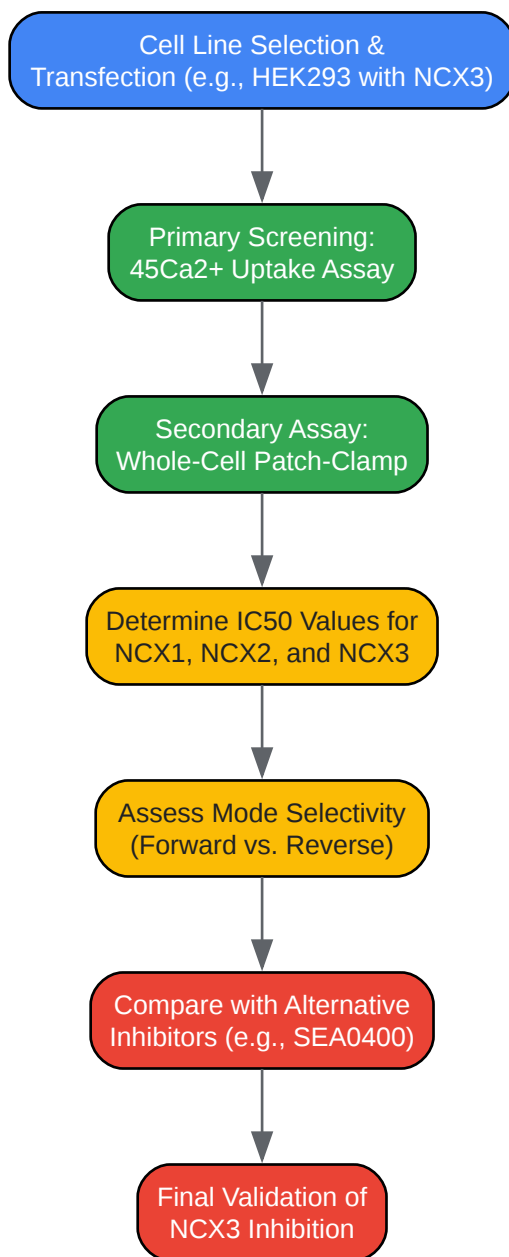 Cell Line Selection &
Transfection (e.g., HEK293 with NCX3)
Primary Screening:
45Ca2+ Uptake Assay
Secondary Assay:
Whole-Cell Patch-Clamp
Determine IC50 Values for
NCX1, NCX2, and NCX3
Assess Mode Selectivity
(Forward vs. Reverse)
Compare with Alternative
Inhibitors (e.g., SEA0400)
Final Validation of
NCX3 Inhibition